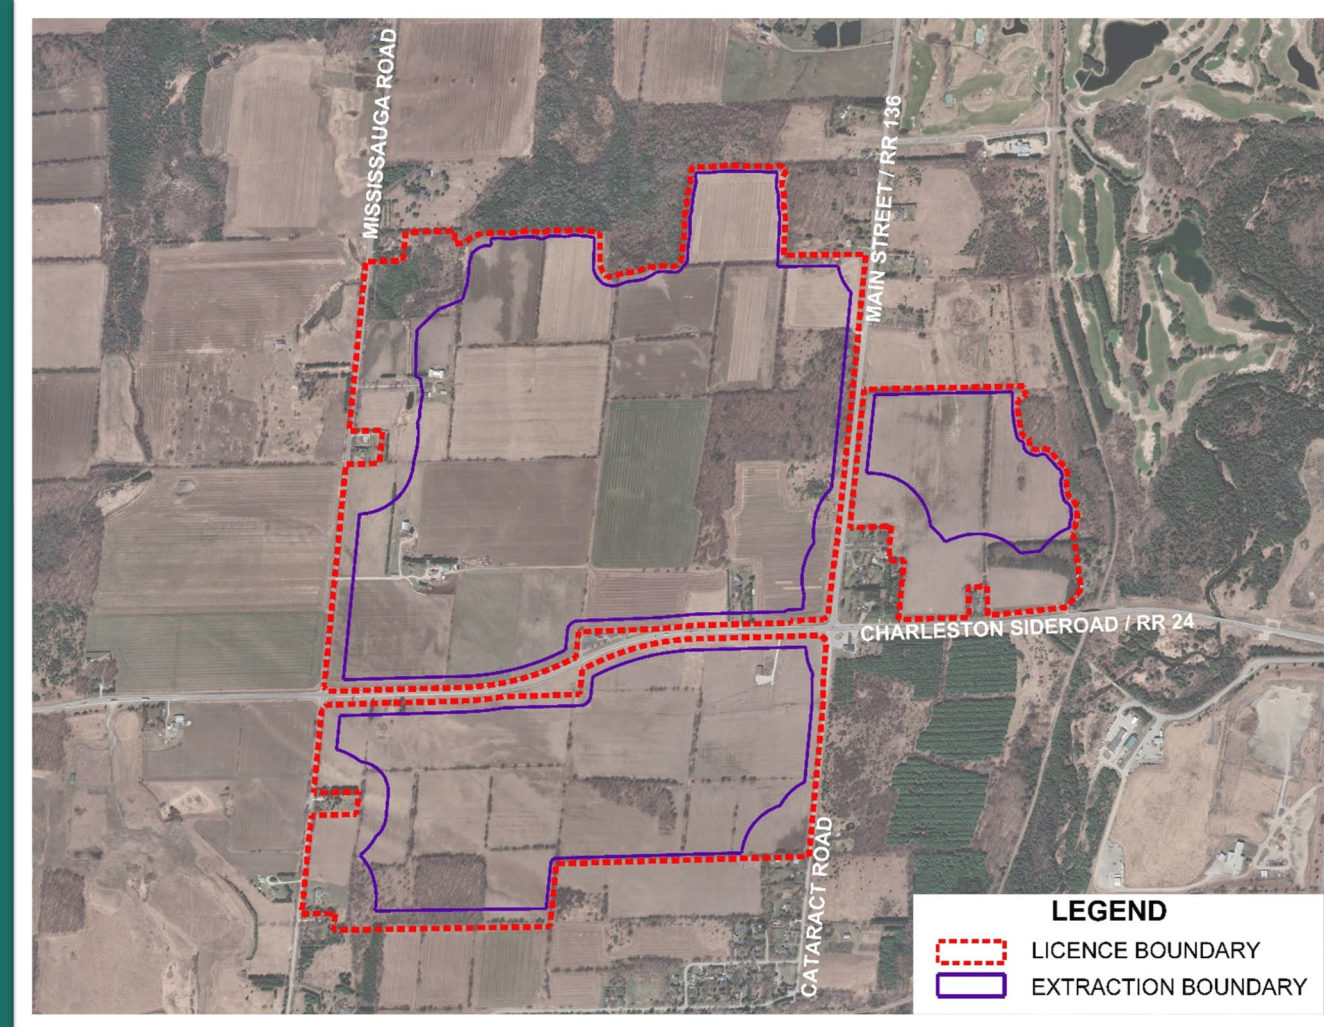 MISSISSAUGA ROAD
MAIN STREET / RR 136
CHARLESTON SIDEROAD / RR 24
CATARACT ROAD
LEGEND
LICENCE BOUNDARY
EXTRACTION BOUNDARY